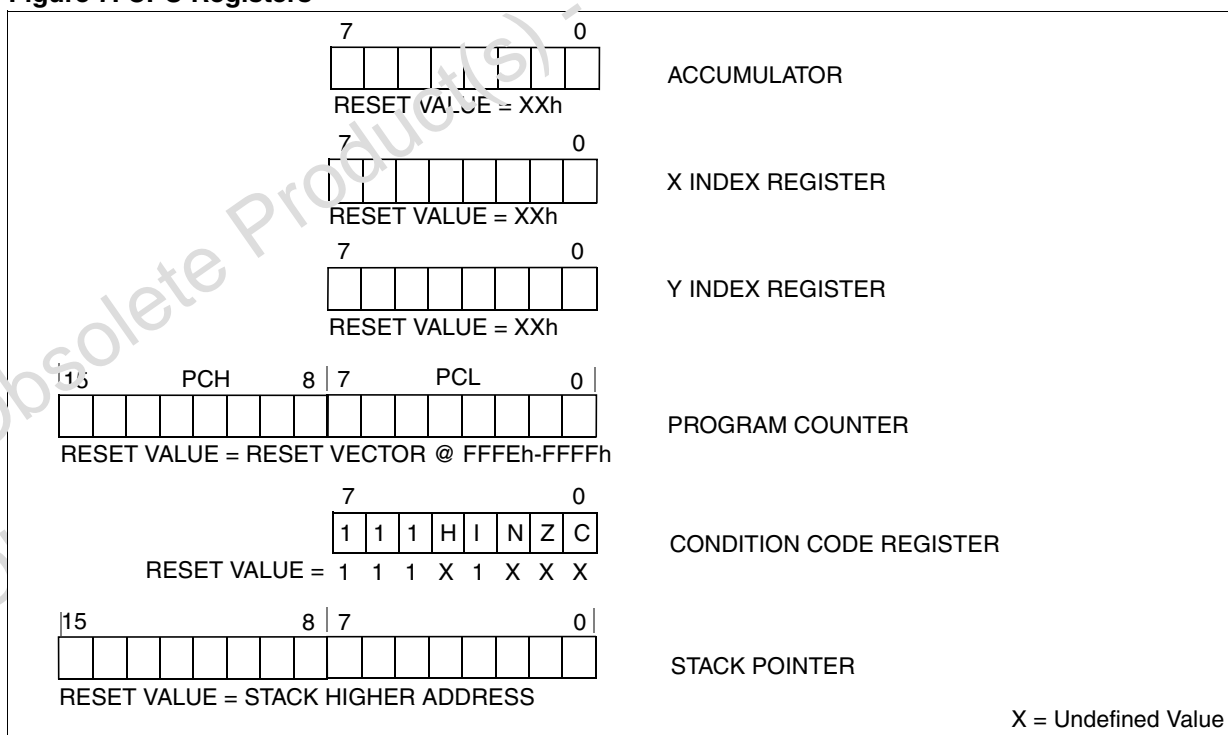 Figure 7. CPU Registers
7 0
ACCUMULATOR
RESET VALUE = XXh
7 0
X INDEX REGISTER
RESET VALUE = XXh
7 0
Y INDEX REGISTER
RESET VALUE = XXh
15 PCH 8 7 PCL 0
PROGRAM COUNTER
RESET VALUE = RESET VECTOR @ FFFEh-FFFFh
7 0
1 1 1 H I N Z C
CONDITION CODE REGISTER
RESET VALUE = 1 1 1 X 1 X X X
15 8 7 0
STACK POINTER
RESET VALUE = STACK HIGHER ADDRESS
X = Undefined Value
Obsolete Product(s) -